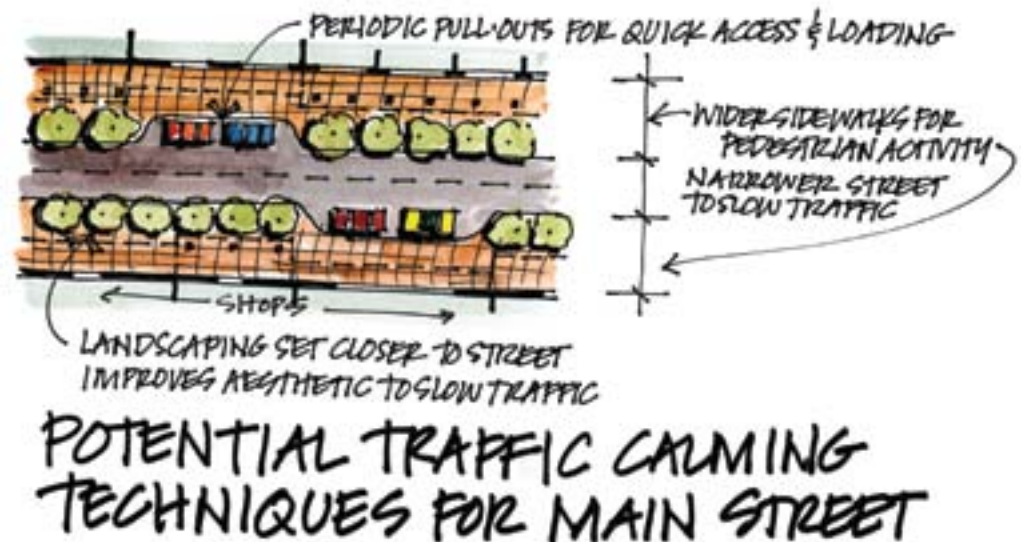 PERIODIC PULL-OUTS FOR QUICK ACCESS & LOADING
WIDER SIDEWALKS FOR
PEDESTRIAN ACTIVITY
NARROWER STREET
TO SLOW TRAFFIC
SHOPS
LANDSCAPING SET CLOSER TO STREET
IMPROVES AESTHETIC TO SLOW TRAFFIC
POTENTIAL TRAFFIC CALMING
TECHNIQUES FOR MAIN STREET